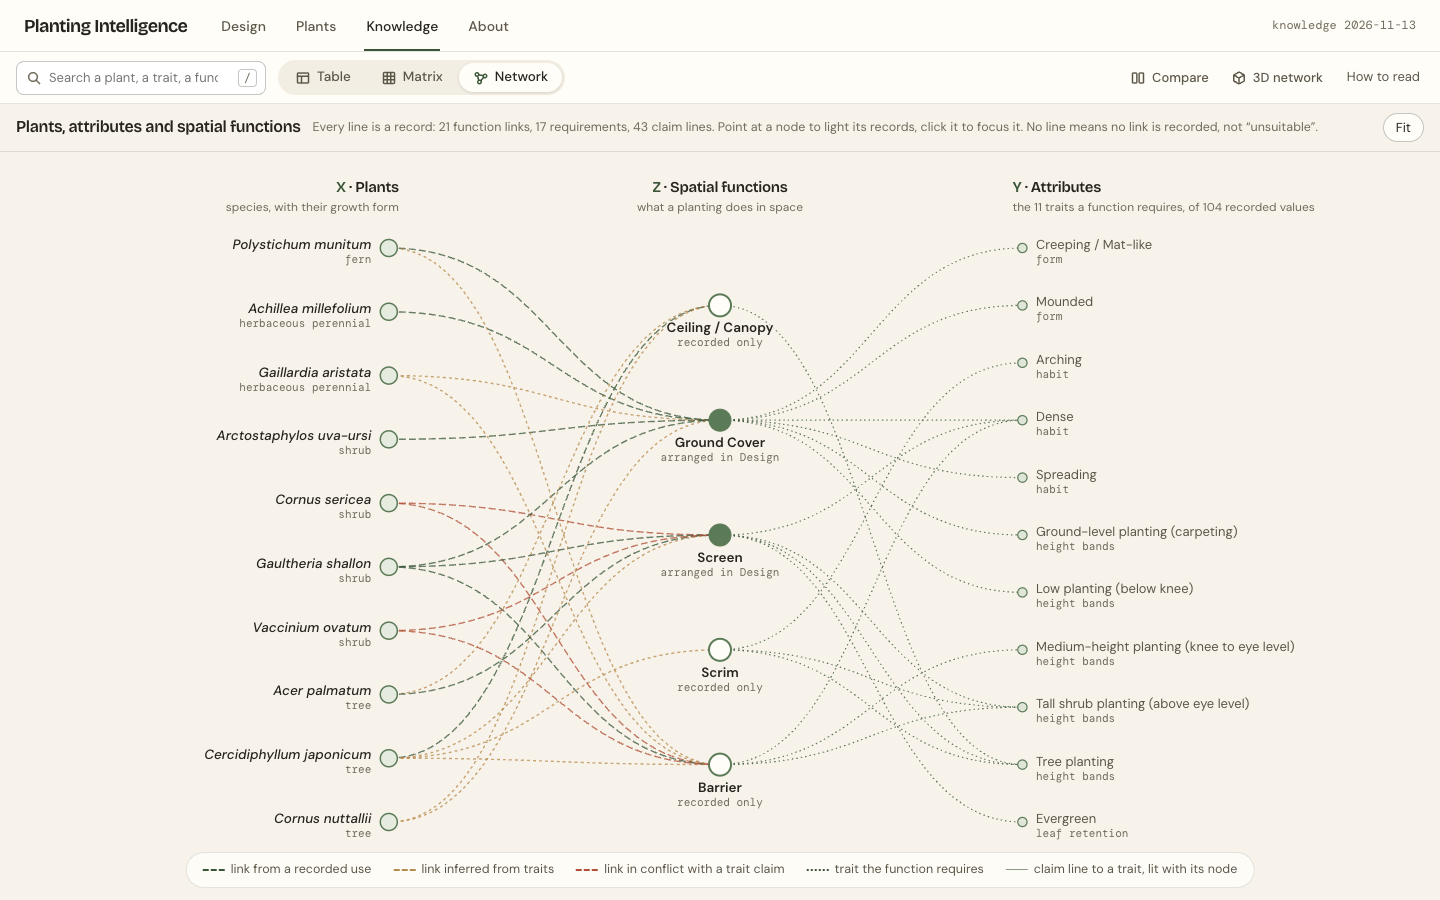 Planting Intelligence
Design
Plants
Knowledge
About
knowledge 2026-11-13
Search a plant, a trait, a func
/
Table
Matrix
Network
Compare
3D network
How to read
Plants, attributes and spatial functions
Every line is a record: 21 function links, 17 requirements, 43 claim lines. Point at a node to light its records, click it to focus it. No line means no link is recorded, not “unsuitable”.
Fit
X · Plants
species, with their growth form
Z · Spatial functions
what a planting does in space
Y · Attributes
the 11 traits a function requires, of 104 recorded values
Polystichum munitum
fern
Achillea millefolium
herbaceous perennial
Gaillardia aristata
herbaceous perennial
Arctostaphylos uva-ursi
shrub
Cornus sericea
shrub
Gaultheria shallon
shrub
Vaccinium ovatum
shrub
Acer palmatum
tree
Cercidiphyllum japonicum
tree
Cornus nuttallii
tree
Ceiling / Canopy
recorded only
Ground Cover
arranged in Design
Screen
arranged in Design
Scrim
recorded only
Barrier
recorded only
Creeping / Mat-like
form
Mounded
form
Arching
habit
Dense
habit
Spreading
habit
Ground-level planting (carpeting)
height bands
Low planting (below knee)
height bands
Medium-height planting (knee to eye level)
height bands
Tall shrub planting (above eye level)
height bands
Tree planting
height bands
Evergreen
leaf retention
link from a recorded use
link inferred from traits
link in conflict with a trait claim
trait the function requires
claim line to a trait, lit with its node